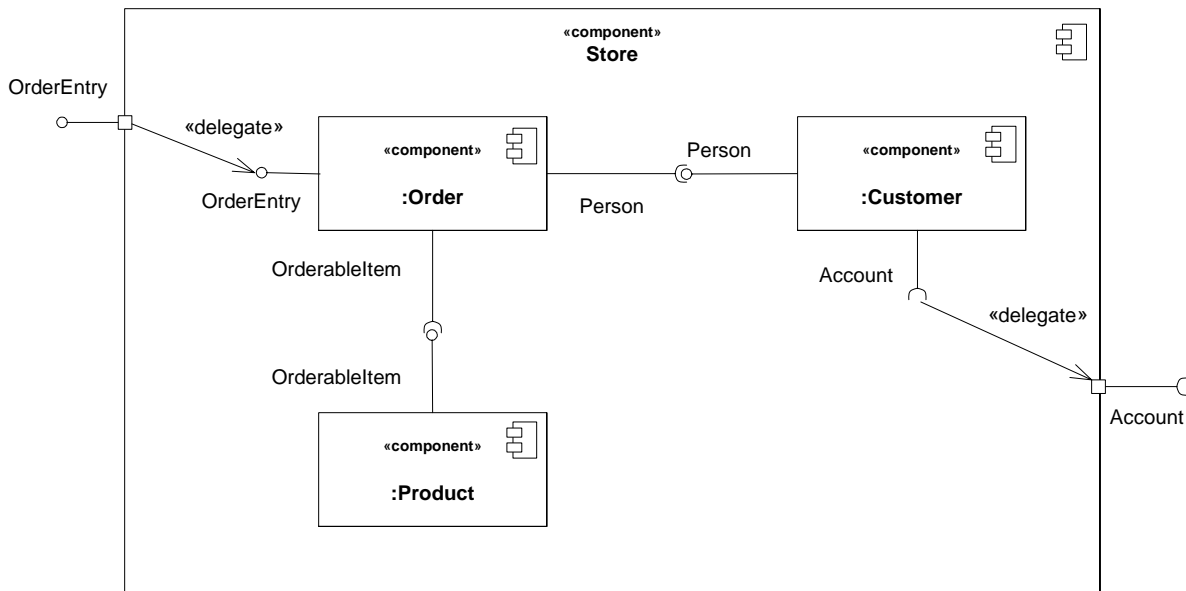 «component»
Store
OrderEntry
«delegate»
OrderEntry
«component»
:Order
Person
Person
«component»
:Customer
OrderableItem
OrderableItem
«component»
:Product
Account
«delegate»
Account